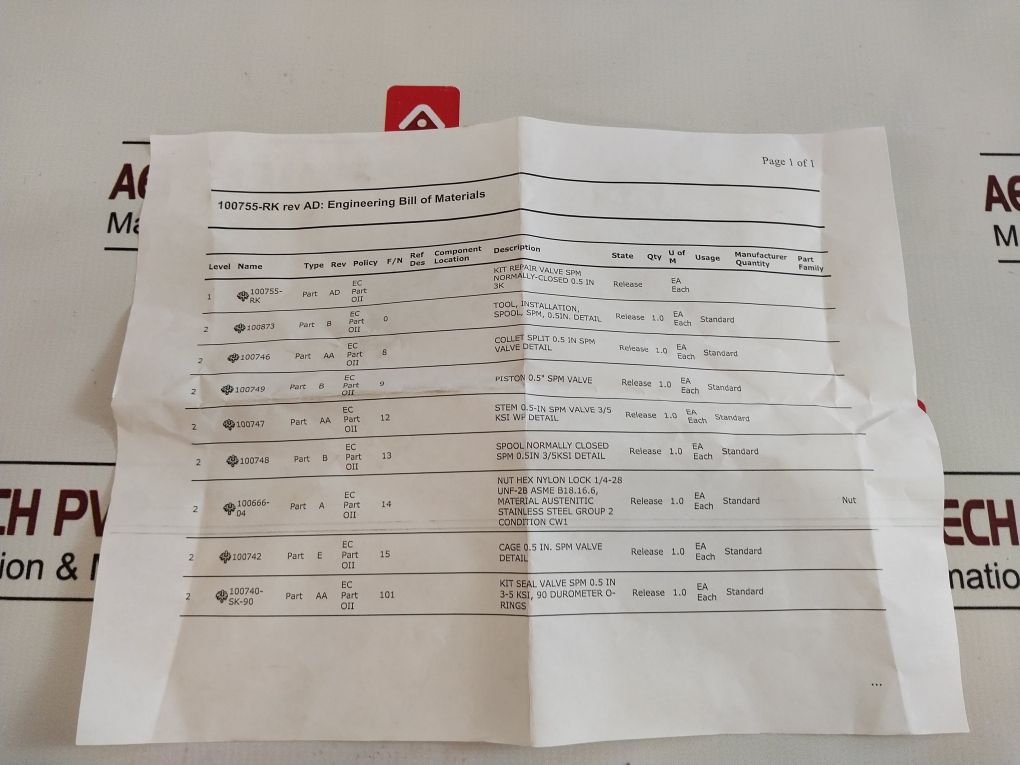 Page 1 of 1
100755-RK rev AD: Engineering Bill of Materials
Level Name Type Rev Policy F/N Ref Des Component Location Description State Qty U of M Usage Manufacturer Quantity Part Family
1 100755-RK Part AD EC Part OII KIT REPAIR VALVE SPM NORMALLY-CLOSED 0.5 IN 3K Release EA Each
2 100873 Part B EC Part OII 0 TOOL, INSTALLATION, SPOOL, SPM, 0.5IN. DETAIL Release 1.0 EA Each Standard
2 100746 Part AA EC Part OII 8 COLLET SPLIT 0.5 IN SPM VALVE DETAIL Release 1.0 EA Each Standard
2 100749 Part B EC Part OII 9 PISTON 0.5" SPM VALVE Release 1.0 EA Each Standard
2 100747 Part AA EC Part OII 12 STEM 0.5-IN SPM VALVE 3/5 KSI WP DETAIL Release 1.0 EA Each Standard
2 100748 Part B EC Part OII 13 SPOOL NORMALLY CLOSED SPM 0.5IN 3/5KSI DETAIL Release 1.0 EA Each Standard
2 100666-04 Part A EC Part OII 14 NUT HEX NYLON LOCK 1/4-28 UNF-2B ASME B18.16.6, MATERIAL AUSTENITIC STAINLESS STEEL GROUP 2 CONDITION CW1 Release 1.0 EA Each Standard Nut
2 100742 Part E EC Part OII 15 CAGE 0.5 IN. SPM VALVE DETAIL Release 1.0 EA Each Standard
2 100740-SK-90 Part AA EC Part OII 101 KIT SEAL VALVE SPM 0.5 IN 3-5 KSI, 90 DUROMETER O-RINGS Release 1.0 EA Each Standard
...